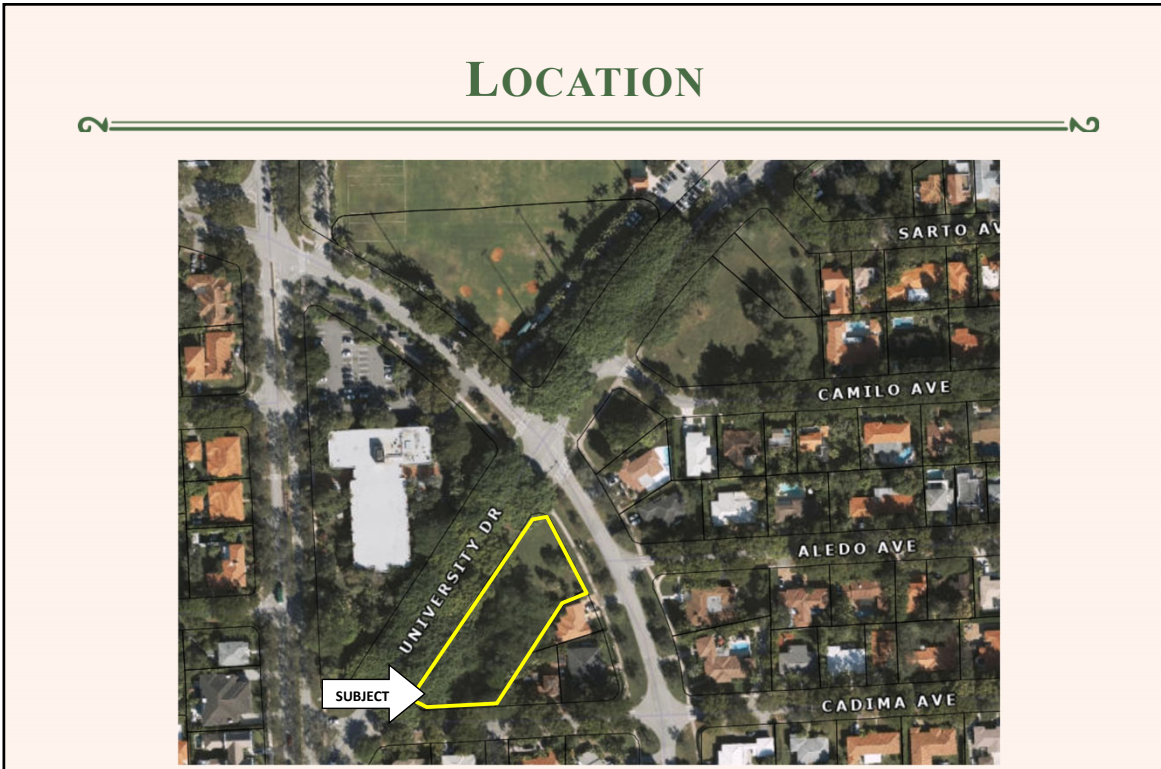 LOCATION
SARTO AV
CAMILO AVE
UNIVERSITY DR
ALEDO AVE
SUBJECT
CADIMA AVE